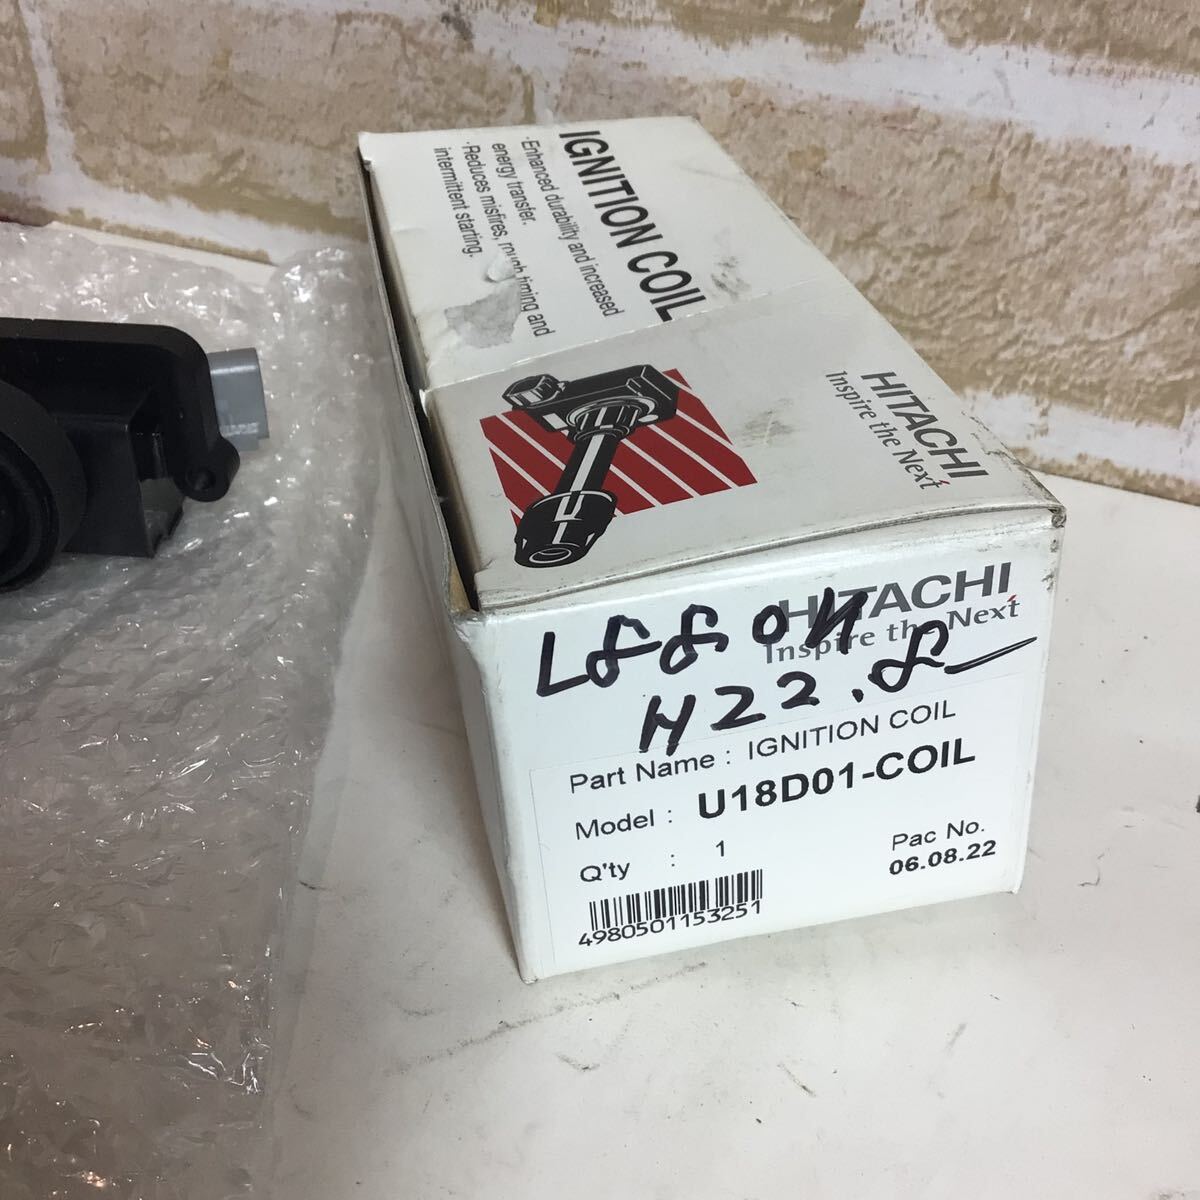 IGNITION COIL
·Enhanced durability and increased
energy transfer.
·Reduces misfires, rough timing and
intermittent starting.
HITACHI
Inspire the Next
HITACHI
Inspire the Next
L880K
H22.8–
Part Name : IGNITION COIL
Model : U18D01-COIL
Q'ty : 1
Pac No.
06.08.22
4980501153251